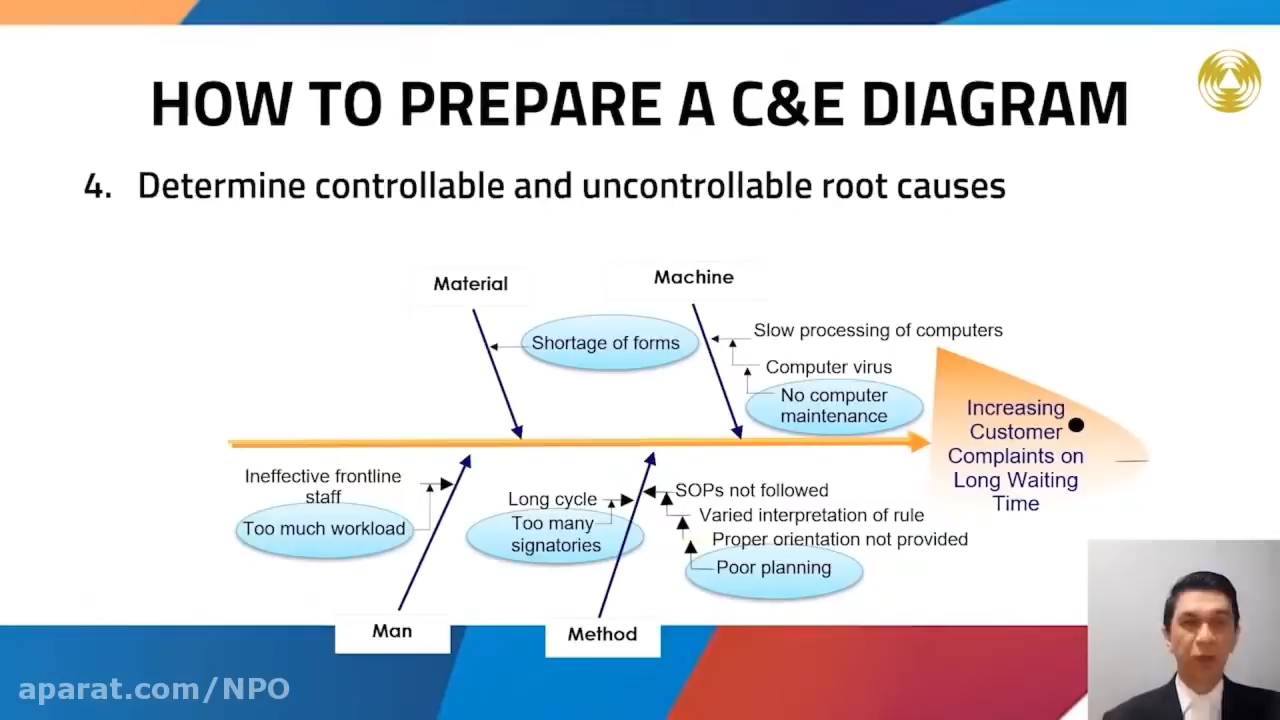 HOW TO PREPARE A C&E DIAGRAM
4. Determine controllable and uncontrollable root causes
Material
Machine
Shortage of forms
Slow processing of computers
Computer virus
No computer
maintenance
Increasing
Customer
Complaints on
Long Waiting
Time
Ineffective frontline
staff
Too much workload
Long cycle
Too many
signatories
SOPs not followed
Varied interpretation of rule
Proper orientation not provided
Poor planning
Man
Method
aparat.com/NPO